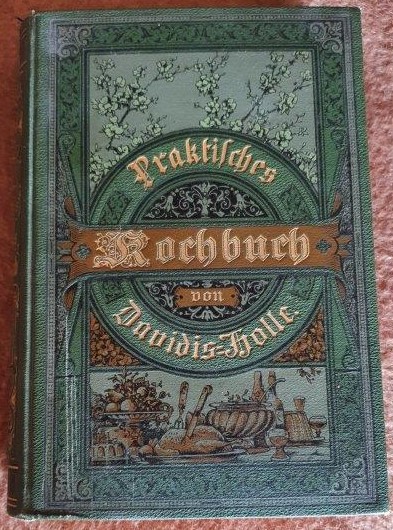 Praktisches
Kochbuch
von
Davidis-Holle.